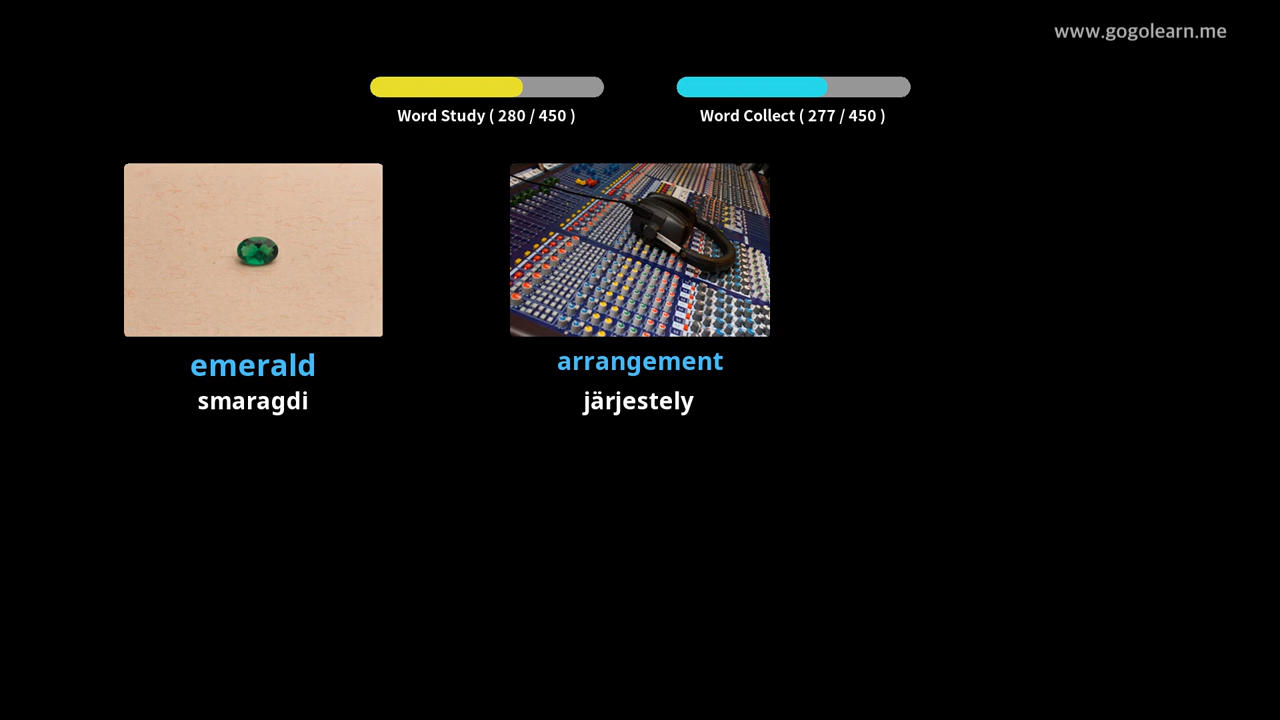 www.gogolearn.me
Word Study ( 280 / 450 )
Word Collect ( 277 / 450 )
emerald
smaragdi
arrangement
järjestely